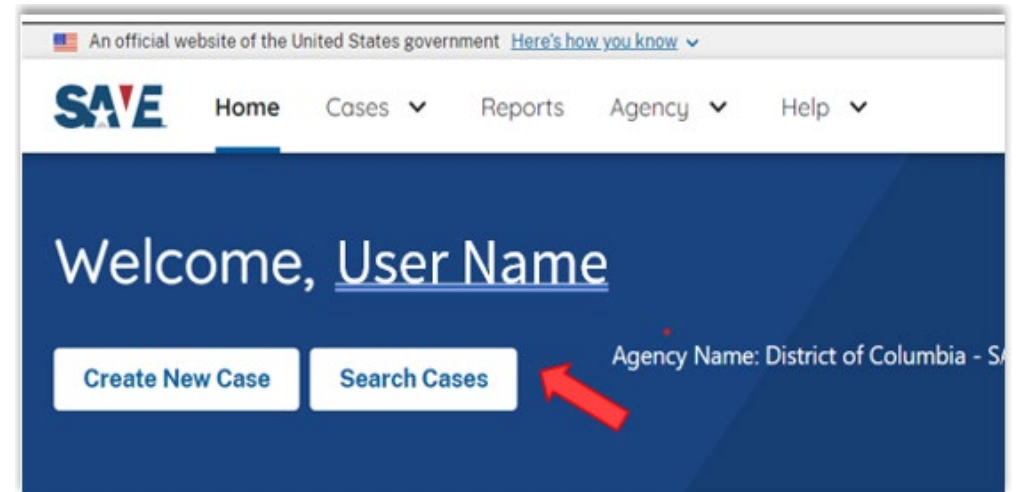 An official website of the United States government Here's how you know
SAVE Home Cases Reports Agency Help
Welcome, User Name
Agency Name: District of Columbia -
Create New Case Search Cases